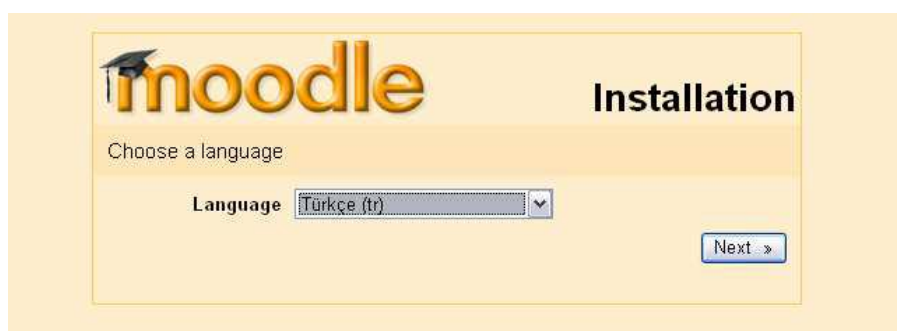 moodle
Installation
Choose a language
Language Türkçe (tr)
Next »